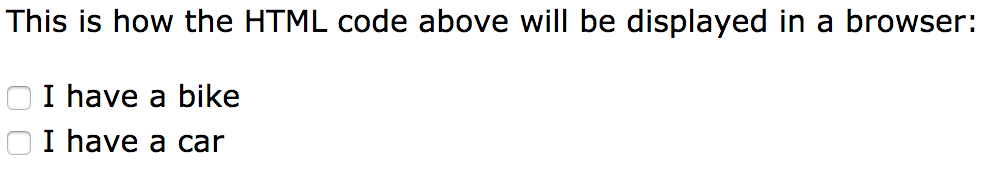 This is how the HTML code above will be displayed in a browser:
I have a bike
I have a car